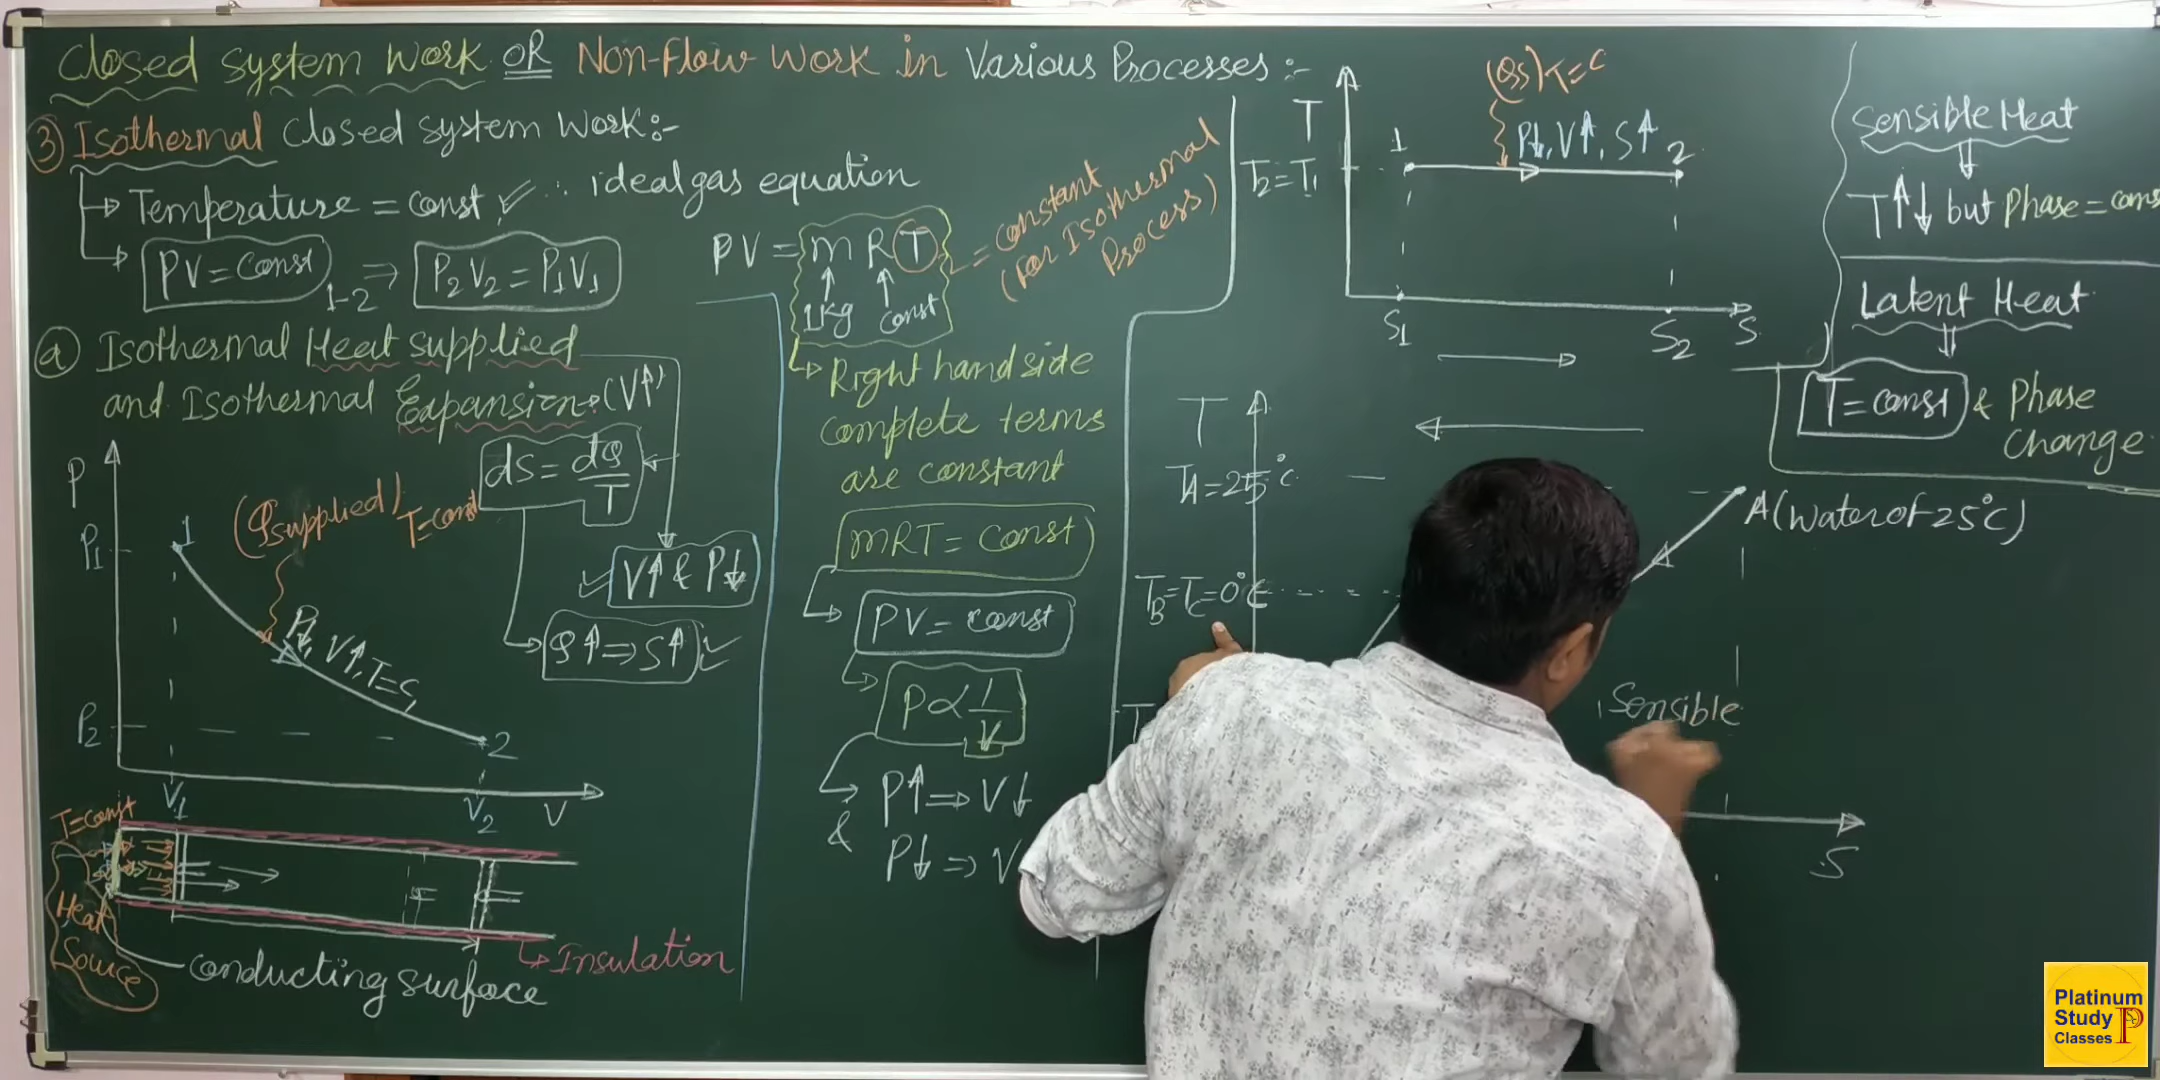 Closed System Work OR Non-Flow Work in Various Processes :-
③ Isothermal Closed System Work :-
Temperature = const ✓
PV = Const
1-2 ⇒ P₂V₂ = P₁V₁
∴ ideal gas equation
PV = m R T
1kg Const
= constant
(For Isothermal
Process)
ⓐ Isothermal Heat Supplied
and Isothermal Expansion (V↑)
dS = dQ/T
V↑ & P↓
Q↑ ⇒ S↑
P
P₁
P₂
1
2
(Qsupplied)
T=const
P↓, V↑, T=C,
V₁
V₂
V
T=Const
Heat
Source
conducting surface
Insulation
Right hand side
complete terms
are constant
mRT = Const
PV = const
P ∝ 1/V
P↑ ⇒ V↓
&
P↓ ⇒ V
T
T₂ = T₁
(Qs) T=C
1
P↓, V↑, S↑
2
S₁
S₂
S
T
T_A = 25°C
T_B = T_C = 0°C
T
A (Water of 25°C)
Sensible
S
Sensible Heat
⇓
T↑↓ but Phase = cons
Latent Heat
⇓
T = const & Phase
Change
Platinum
Study
Classes